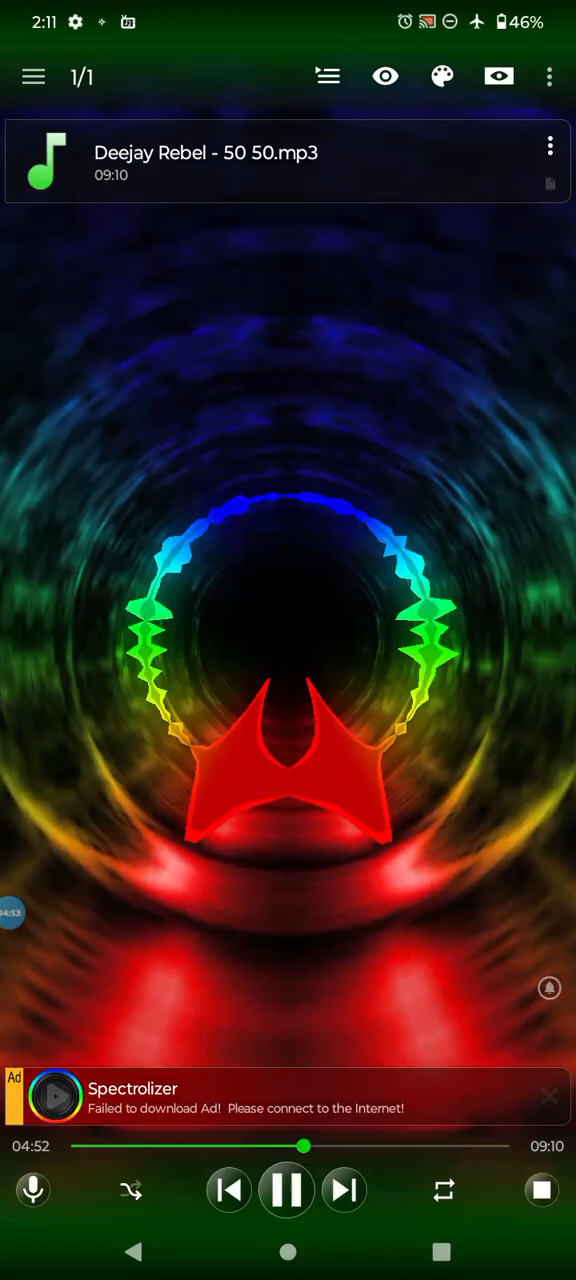 2:11 46%
1/1
Deejay Rebel - 50 50.mp3
09:10
04:53
Ad
Spectrolizer
Failed to download Ad!  Please connect to the Internet!
04:52 09:10